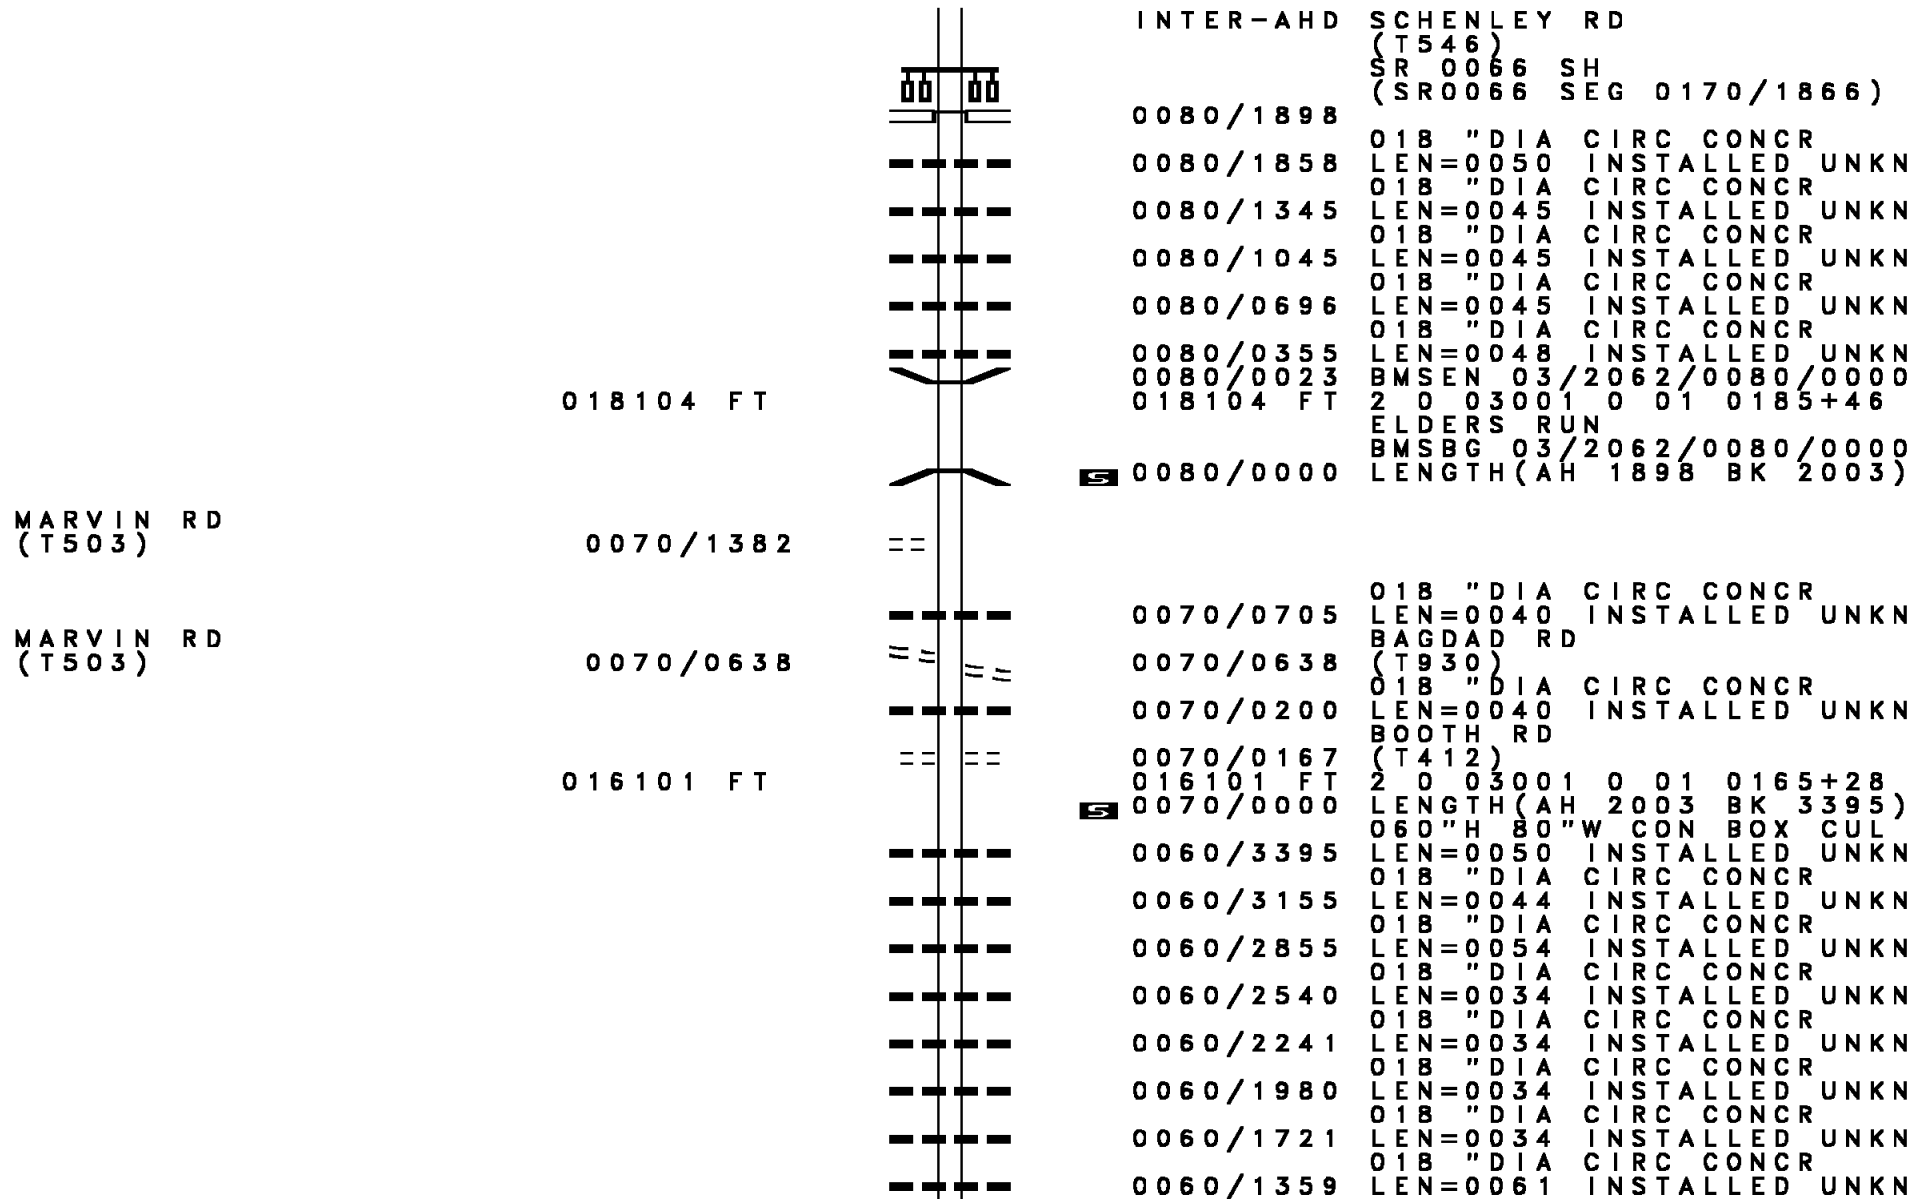 INTER-AHD SCHENLEY RD
(T546)
SR 0066 SH
(SR0066 SEG 0170/1866)
0080/1898
018 "DIA CIRC CONCR
0080/1858 LEN=0050 INSTALLED UNKN
018 "DIA CIRC CONCR
0080/1345 LEN=0045 INSTALLED UNKN
018 "DIA CIRC CONCR
0080/1045 LEN=0045 INSTALLED UNKN
018 "DIA CIRC CONCR
0080/0696 LEN=0045 INSTALLED UNKN
018 "DIA CIRC CONCR
0080/0355 LEN=0048 INSTALLED UNKN
0080/0023 BMSEN 03/2062/0080/0000
018104 FT 018104 FT 2 0 03001 0 01 0185+46
ELDERS RUN
BMSBG 03/2062/0080/0000
S 0080/0000 LENGTH(AH 1898 BK 2003)
MARVIN RD
(T503) 0070/1382
018 "DIA CIRC CONCR
0070/0705 LEN=0040 INSTALLED UNKN
MARVIN RD BAGDAD RD
(T503) 0070/0638 0070/0638 (T930)
018 "DIA CIRC CONCR
0070/0200 LEN=0040 INSTALLED UNKN
BOOTH RD
0070/0167 (T412)
016101 FT 016101 FT 2 0 03001 0 01 0165+28
S 0070/0000 LENGTH(AH 2003 BK 3395)
060"H 80"W CON BOX CUL
0060/3395 LEN=0050 INSTALLED UNKN
018 "DIA CIRC CONCR
0060/3155 LEN=0044 INSTALLED UNKN
018 "DIA CIRC CONCR
0060/2855 LEN=0054 INSTALLED UNKN
018 "DIA CIRC CONCR
0060/2540 LEN=0034 INSTALLED UNKN
018 "DIA CIRC CONCR
0060/2241 LEN=0034 INSTALLED UNKN
018 "DIA CIRC CONCR
0060/1980 LEN=0034 INSTALLED UNKN
018 "DIA CIRC CONCR
0060/1721 LEN=0034 INSTALLED UNKN
018 "DIA CIRC CONCR
0060/1359 LEN=0061 INSTALLED UNKN